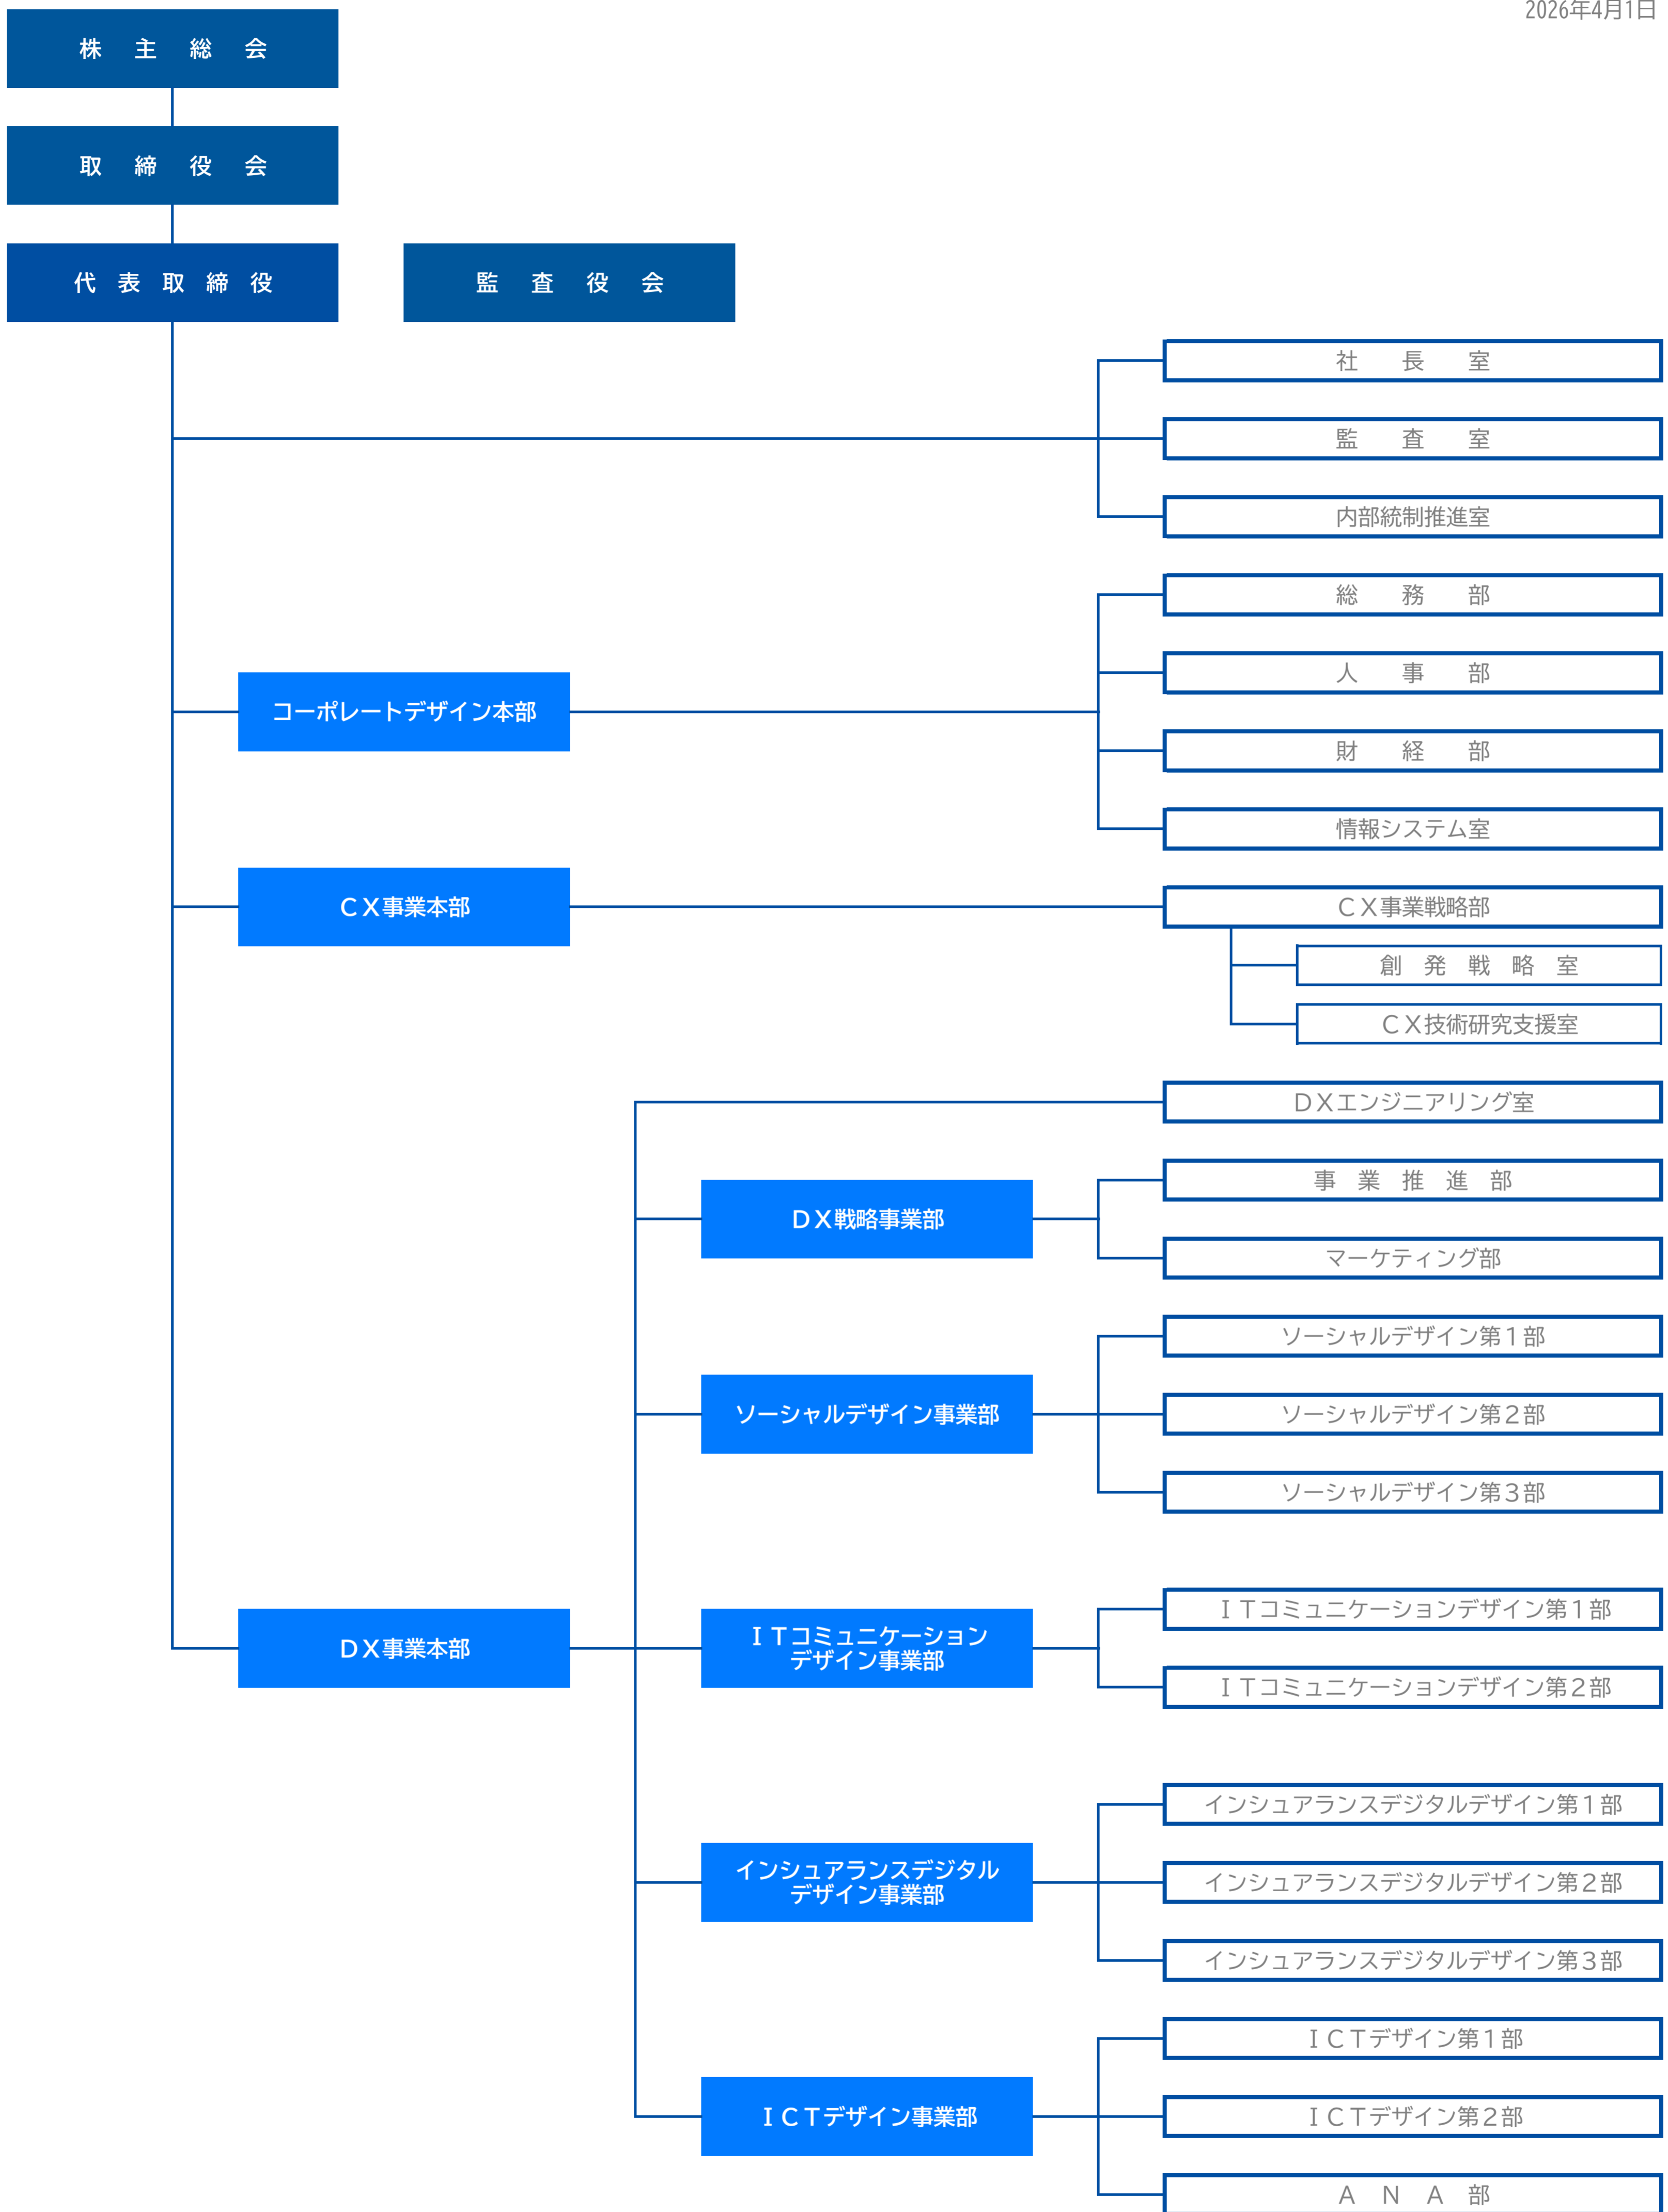 2026年4月1日
株　主　総　会
取　締　役　会
代　表　取　締　役
監　査　役　会
社　　長　　室
監　　査　　室
内部統制推進室
総　　務　　部
人　　事　　部
コーポレートデザイン本部
財　　経　　部
情報システム室
ＣＸ事業本部
ＣＸ事業戦略部
創　発　戦　略　室
ＣＸ技術研究支援室
ＤＸエンジニアリング室
事　業　推　進　部
ＤＸ戦略事業部
マーケティング部
ソーシャルデザイン第１部
ソーシャルデザイン事業部
ソーシャルデザイン第２部
ソーシャルデザイン第３部
ＩＴコミュニケーションデザイン第１部
ＤＸ事業本部
ＩＴコミュニケーション
デザイン事業部
ＩＴコミュニケーションデザイン第２部
インシュアランスデジタルデザイン第１部
インシュアランスデジタル
デザイン事業部
インシュアランスデジタルデザイン第２部
インシュアランスデジタルデザイン第３部
ＩＣＴデザイン第１部
ＩＣＴデザイン事業部
ＩＣＴデザイン第２部
Ａ　Ｎ　Ａ　部